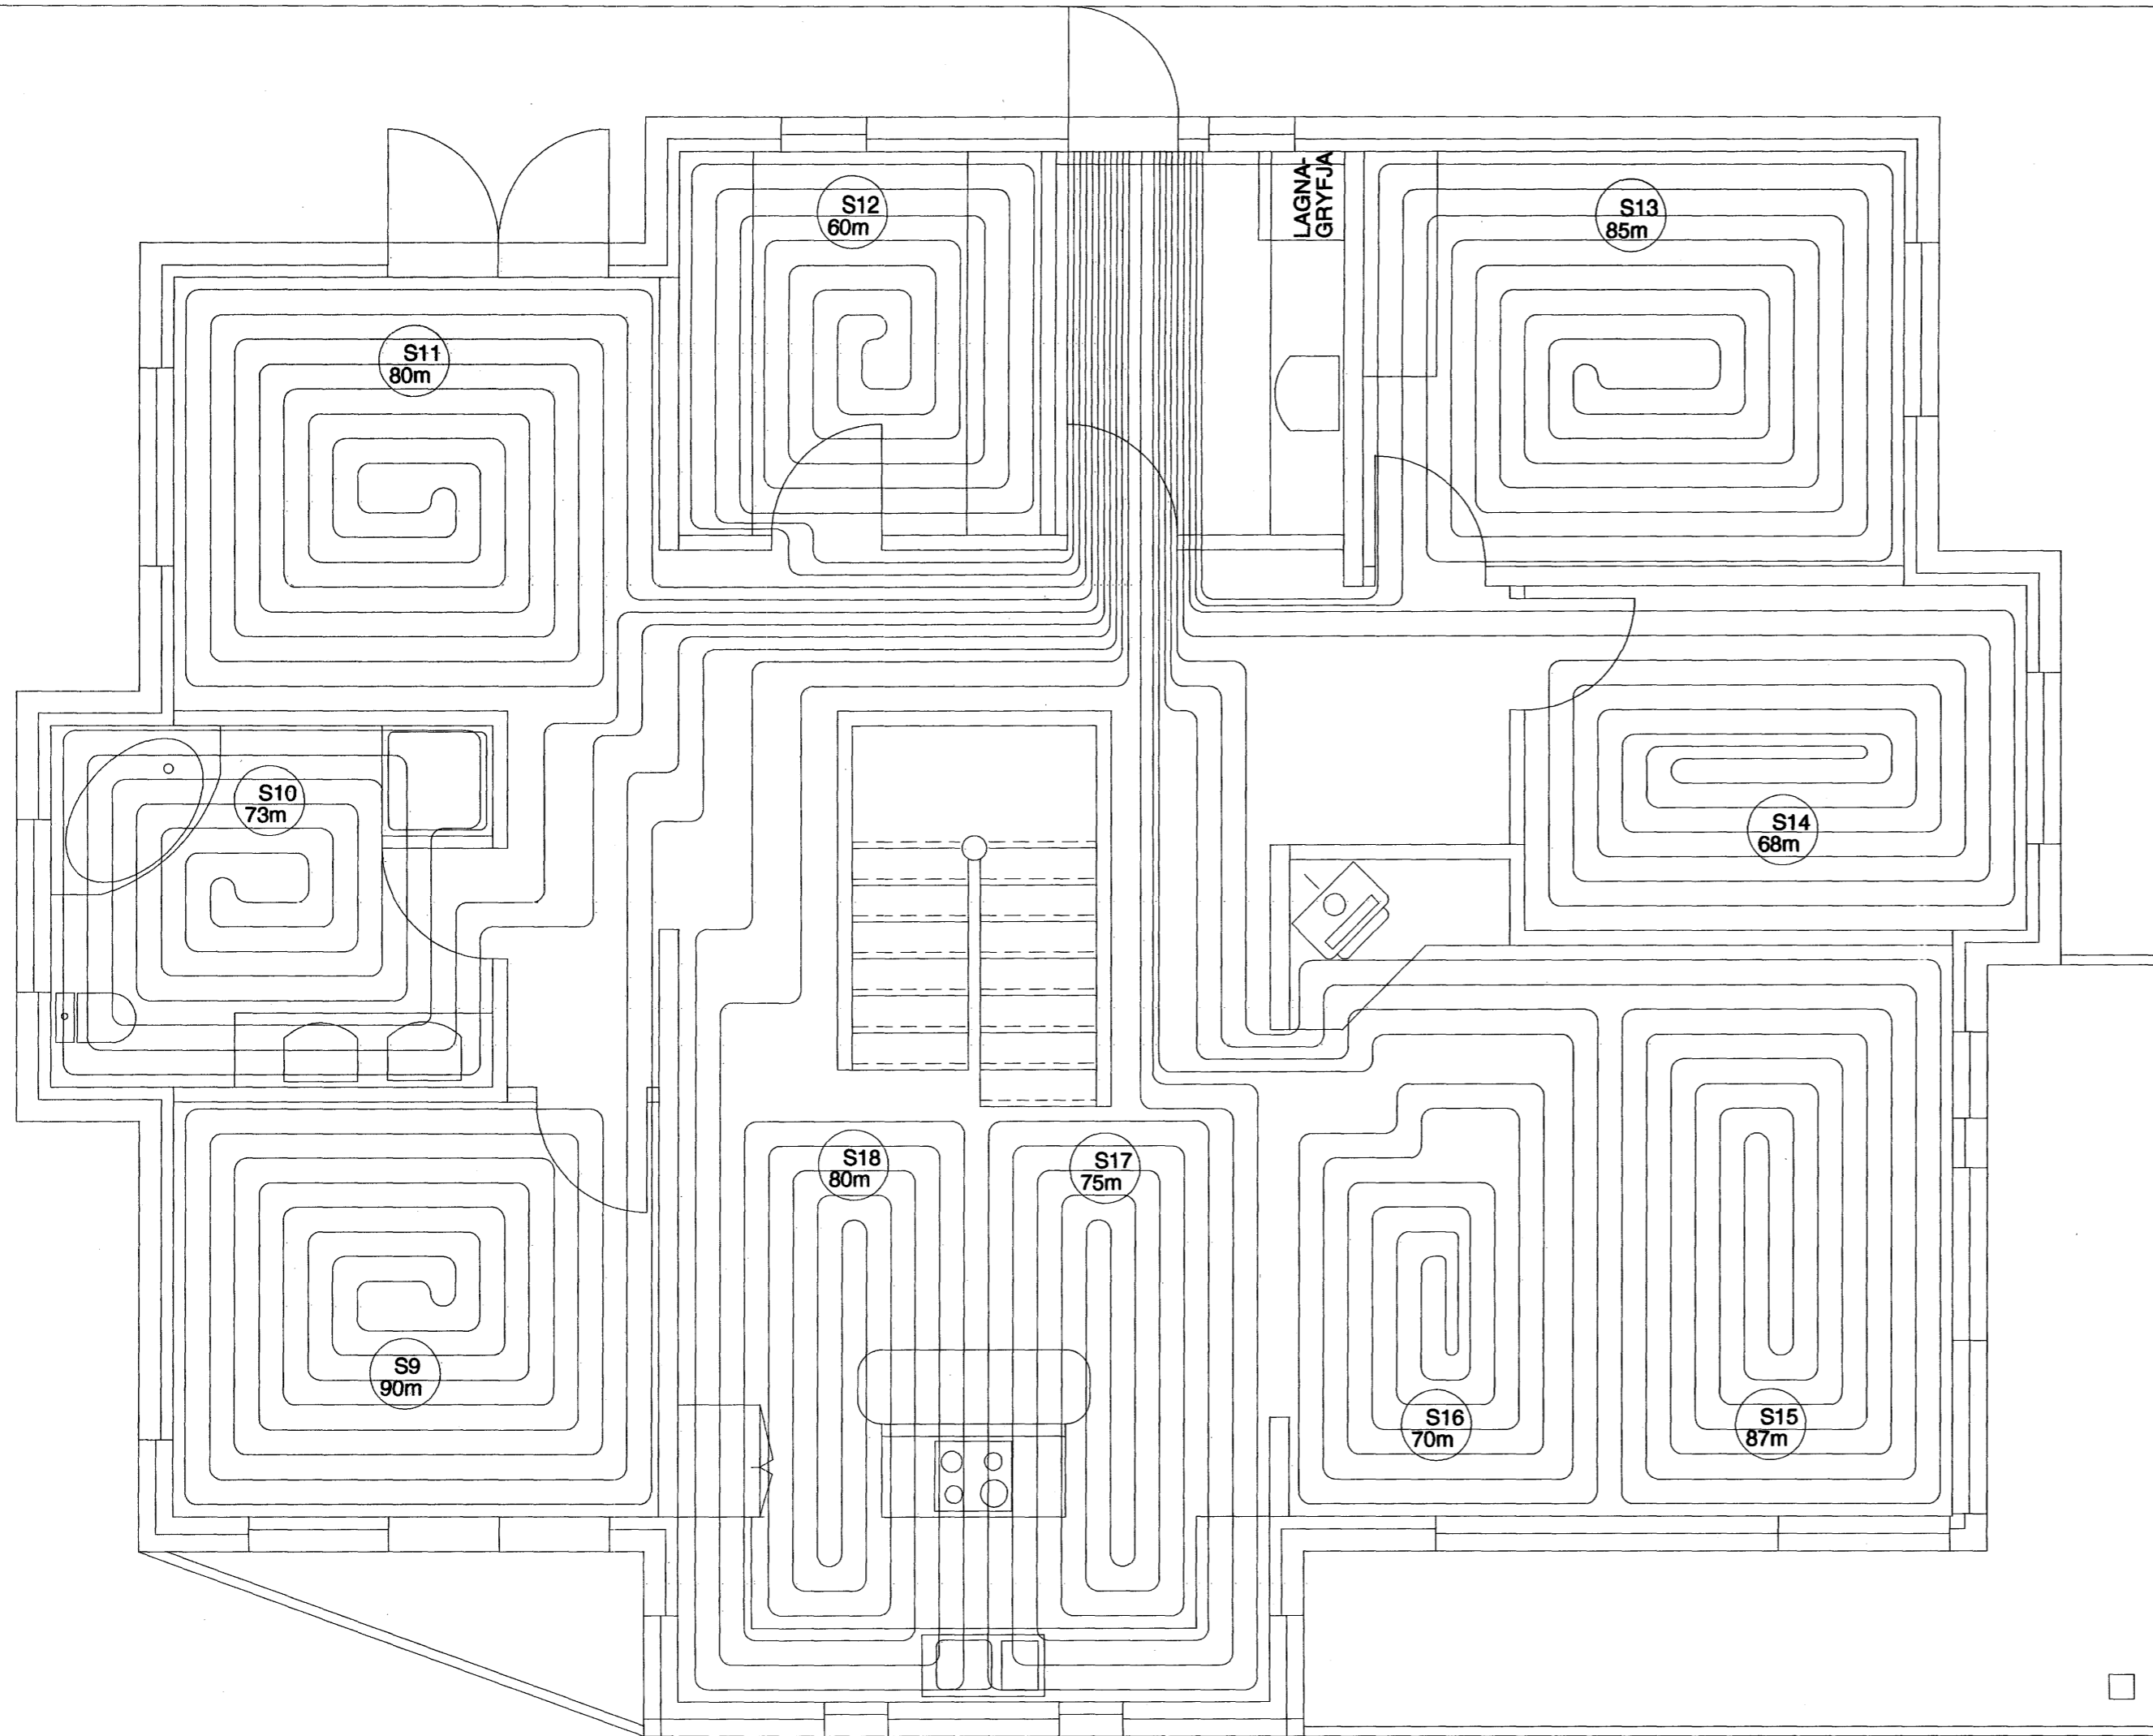 S12
60m
LAGNA-
GRYFJA
S13
85m
S11
80m
S10
73m
S14
68m
S18
80m
S17
75m
S9
90m
S16
70m
S15
87m